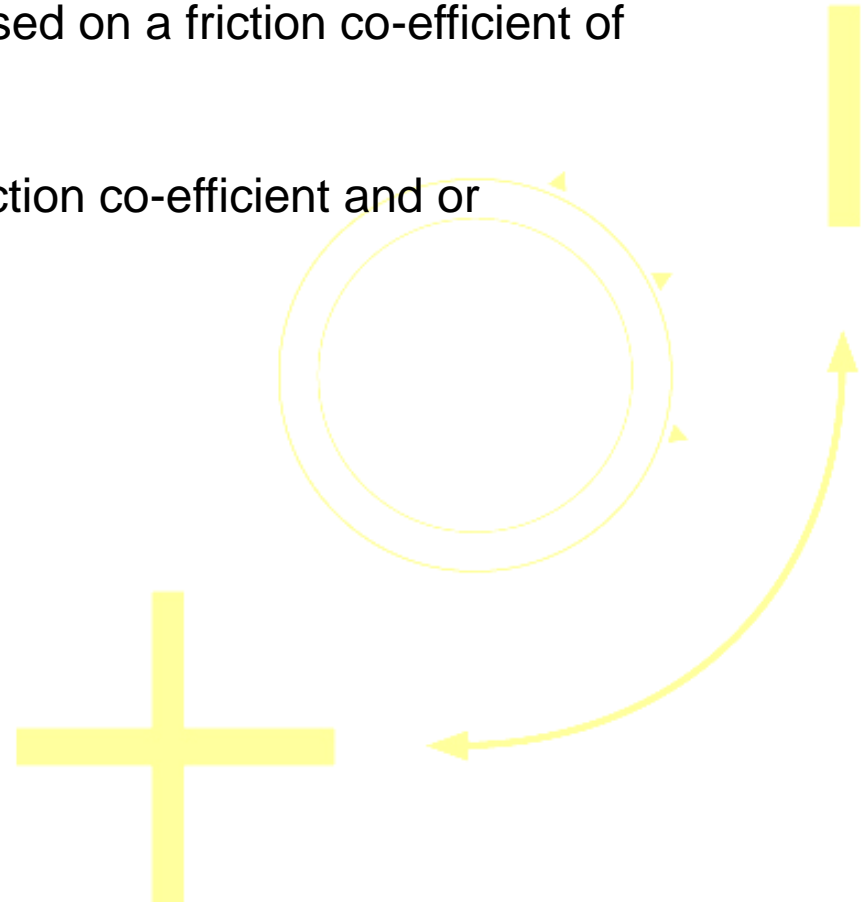 sed on a friction co-efficient of
ction co-efficient and or